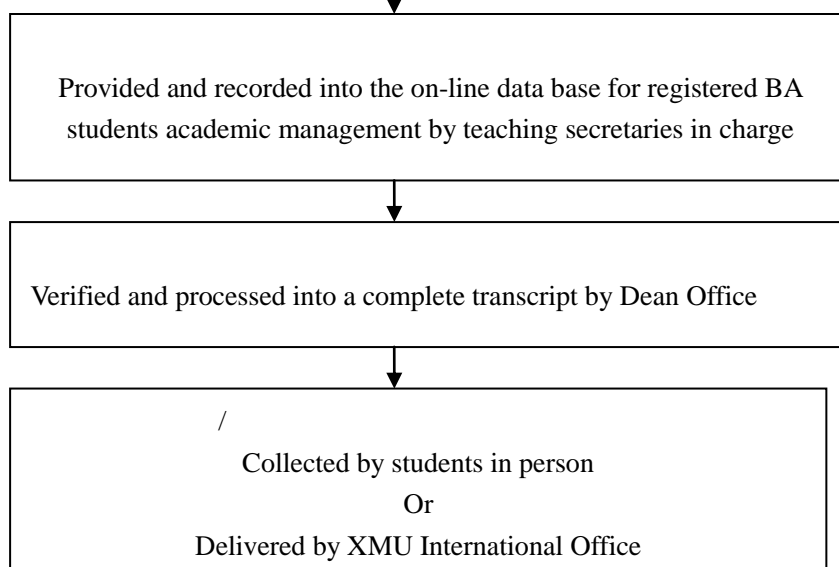 Provided and recorded into the on-line data base for registered BA
students academic management by teaching secretaries in charge
Verified and processed into a complete transcript by Dean Office
/
Collected by students in person
Or
Delivered by XMU International Office